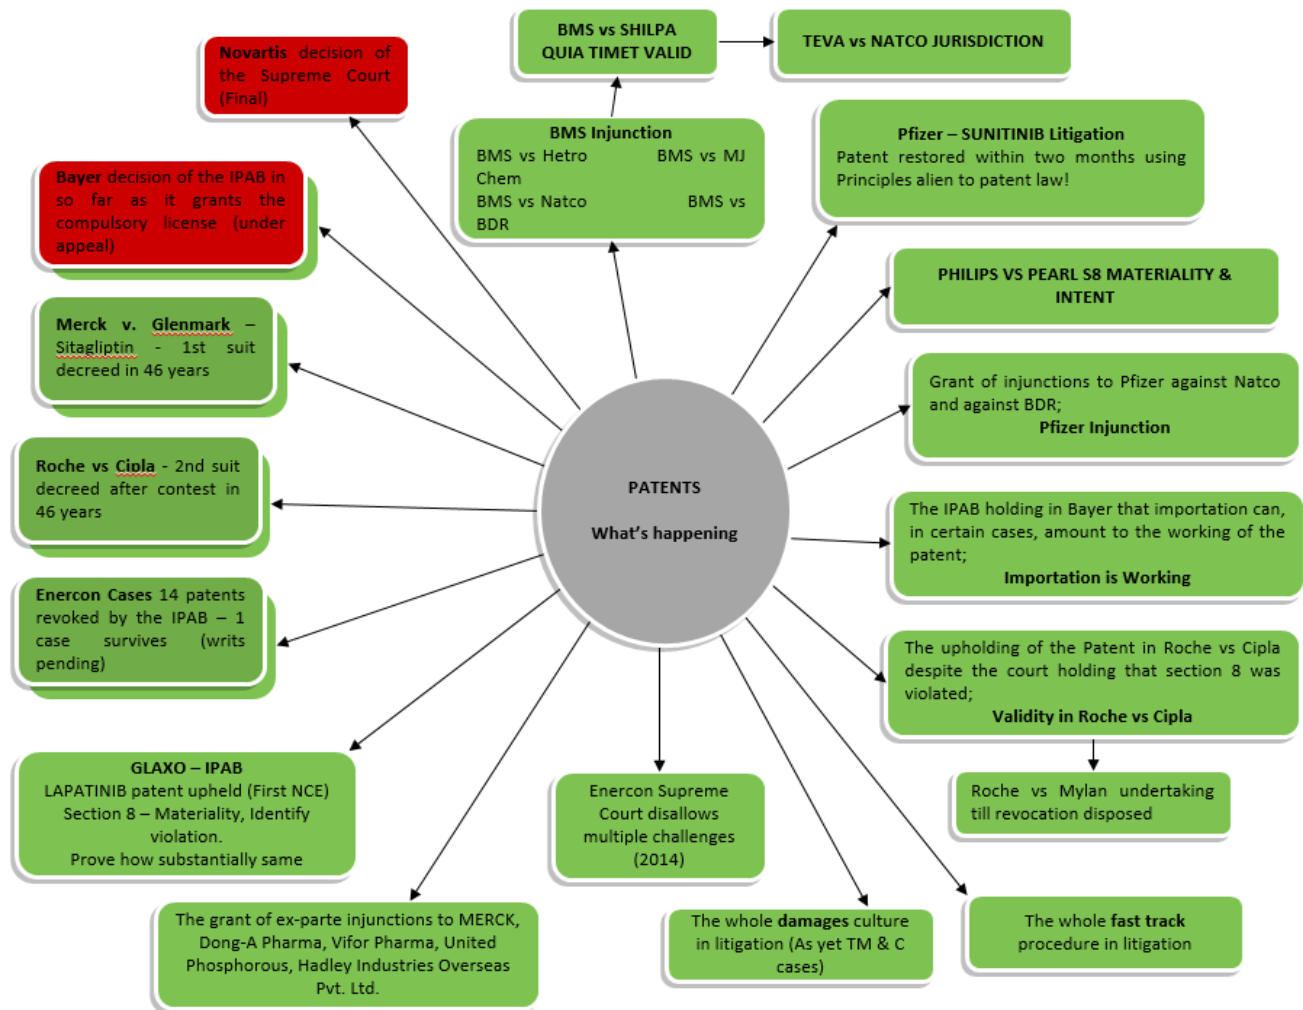 BMS vs SHILPA
QUIA TIMET VALID
TEVA vs NATCO JURISDICTION
Novartis decision of
the Supreme Court
(Final)
BMS Injunction
BMS vs Hetro BMS vs MJ
Chem
BMS vs Natco BMS vs
BDR
Pfizer – SUNITINIB Litigation
Patent restored within two months using
Principles alien to patent law!
Bayer decision of the IPAB in
so far as it grants the
compulsory license (under
appeal)
PHILIPS VS PEARL S8 MATERIALITY &
INTENT
Merck v. Glenmark –
Sitagliptin - 1st suit
decreed in 46 years
Grant of injunctions to Pfizer against Natco
and against BDR;
Pfizer Injunction
Roche vs Cipla - 2nd suit
decreed after contest in
46 years
PATENTS
What's happening
The IPAB holding in Bayer that importation can,
in certain cases, amount to the working of the
patent;
Importation is Working
Enercon Cases 14 patents
revoked by the IPAB – 1
case survives (writs
pending)
The upholding of the Patent in Roche vs Cipla
despite the court holding that section 8 was
violated;
Validity in Roche vs Cipla
GLAXO – IPAB
LAPATINIB patent upheld (First NCE)
Section 8 – Materiality, Identify
violation.
Prove how substantially same
Enercon Supreme
Court disallows
multiple challenges
(2014)
Roche vs Mylan undertaking
till revocation disposed
The grant of ex-parte injunctions to MERCK,
Dong-A Pharma, Vifor Pharma, United
Phosphorous, Hadley Industries Overseas
Pvt. Ltd.
The whole damages culture
in litigation (As yet TM & C
cases)
The whole fast track
procedure in litigation